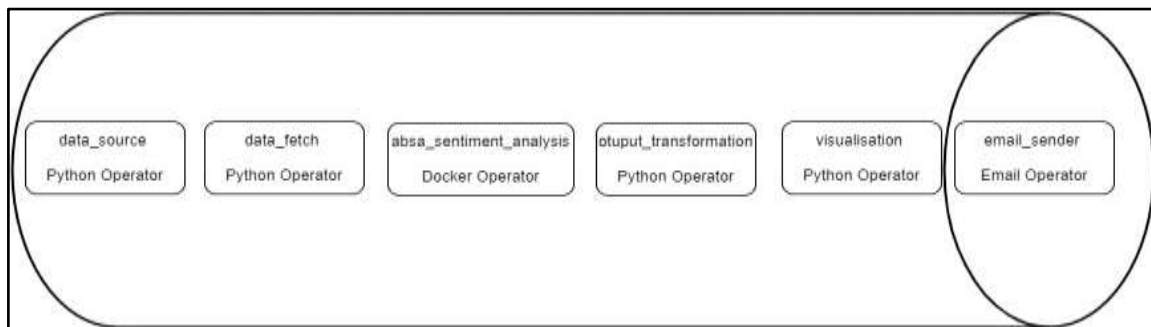 data_source
Python Operator
data_fetch
Python Operator
absa_sentiment_analysis
Docker Operator
otuput_transformation
Python Operator
visualisation
Python Operator
email_sender
Email Operator